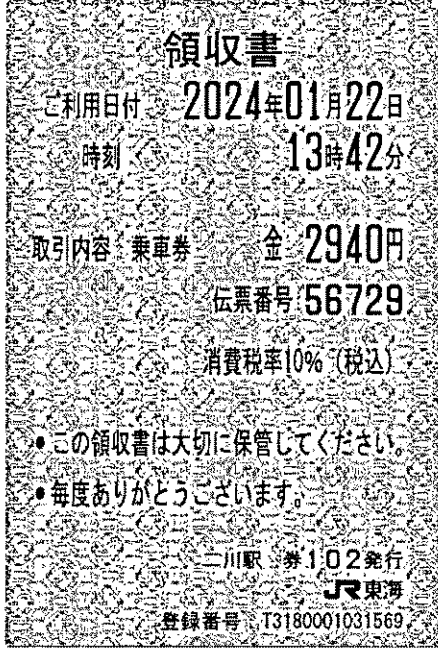 領収書
ご利用日付 2024年01月22日
時刻 13時42分
取引内容 乗車券 金 2940円
伝票番号 56729
消費税率10% (税込)
•この領収書は大切に保管してください。
•毎度ありがとうございます。
二川駅 券102発行
JR東海
登録番号 T3180001031569